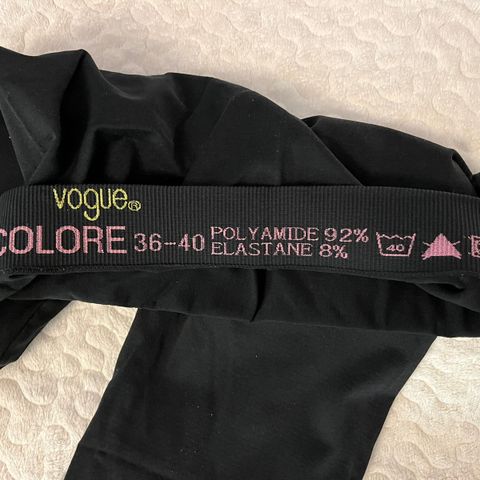 vogue®
COLORE 36-40 POLYAMIDE 92%
ELASTANE 8% 40